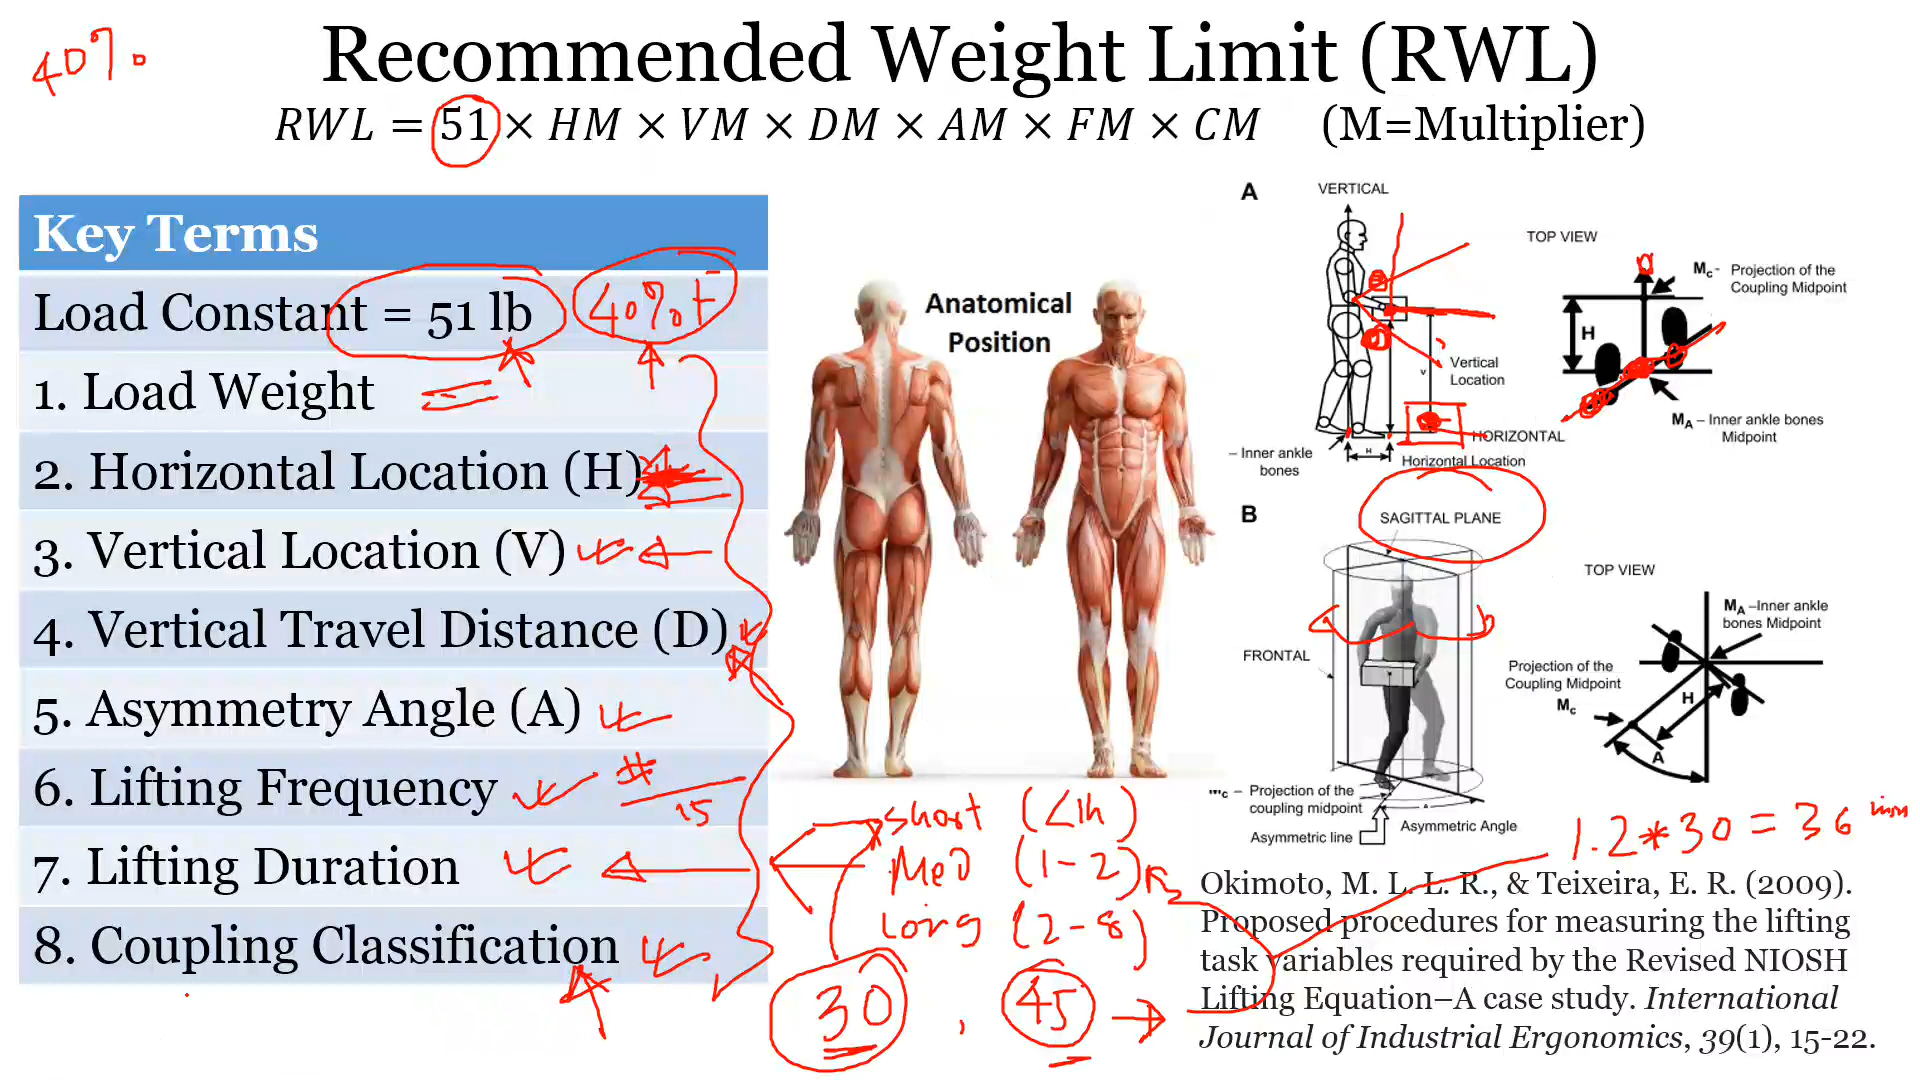 40%
Recommended Weight Limit (RWL)
RWL = 51 × HM × VM × DM × AM × FM × CM (M=Multiplier)
Key Terms
Load Constant = 51 lb 40%
1. Load Weight
2. Horizontal Location (H)
3. Vertical Location (V)
4. Vertical Travel Distance (D)
5. Asymmetry Angle (A)
6. Lifting Frequency
#
15
7. Lifting Duration
8. Coupling Classification
Anatomical
Position
A
VERTICAL
Vertical
Location
V
HORIZONTAL
H
Inner ankle
bones
Horizontal Location
TOP VIEW
Mc- Projection of the
Coupling Midpoint
H
MA – Inner ankle bones
Midpoint
B
SAGITTAL PLANE
FRONTAL
Projection of the
coupling midpoint
Asymmetric line
Asymmetric Angle
TOP VIEW
MA –Inner ankle
bones Midpoint
Projection of the
Coupling Midpoint
Mc
H
A
short (<1h)
Med (1-2)
long (2-8)
30 , 45
1.2*30 = 36 min
Okimoto, M. L. L. R., & Teixeira, E. R. (2009).
Proposed procedures for measuring the lifting
task variables required by the Revised NIOSH
Lifting Equation–A case study. International
Journal of Industrial Ergonomics, 39(1), 15-22.